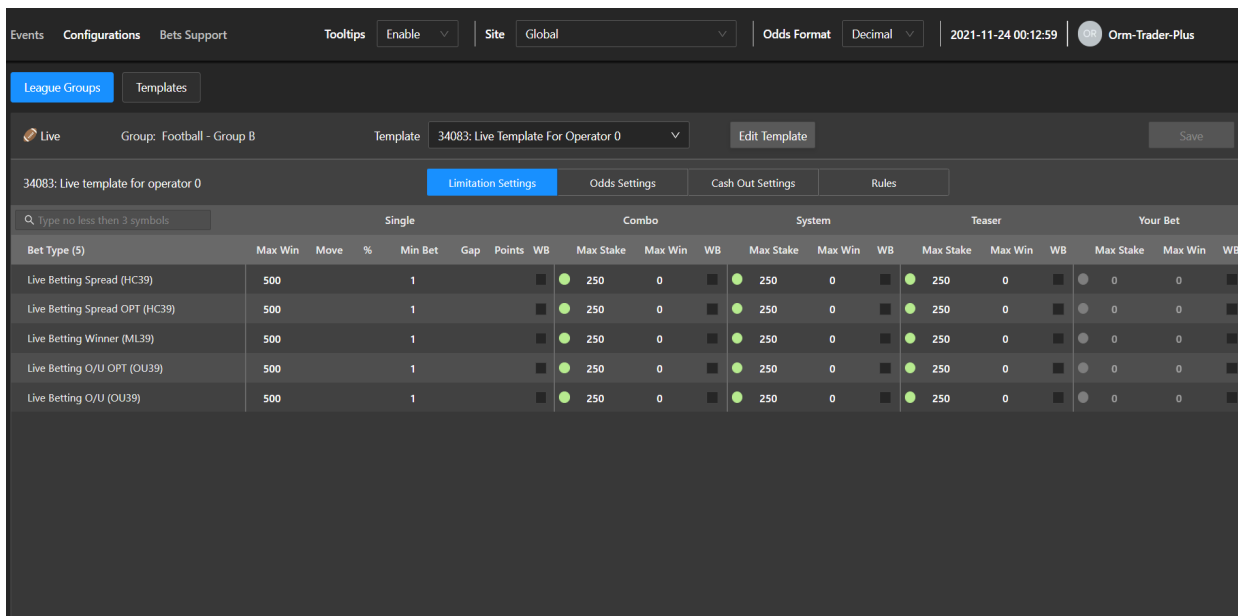 Events Configurations Bets Support Tooltips Enable Site Global Odds Format Decimal 2021-11-24 00:12:59 OR Orm-Trader-Plus
League Groups Templates
Live Group: Football - Group B Template 34083: Live Template For Operator 0 Edit Template Save
34083: Live template for operator 0 Limitation Settings Odds Settings Cash Out Settings Rules
Type no less then 3 symbols Single Combo System Teaser Your Bet
Bet Type (5) Max Win Move % Min Bet Gap Points WB Max Stake Max Win WB Max Stake Max Win WB Max Stake Max Win WB Max Stake Max Win WB
Live Betting Spread (HC39) 500 1 250 0 250 0 250 0 0 0
Live Betting Spread OPT (HC39) 500 1 250 0 250 0 250 0 0 0
Live Betting Winner (ML39) 500 1 250 0 250 0 250 0 0 0
Live Betting O/U OPT (OU39) 500 1 250 0 250 0 250 0 0 0
Live Betting O/U (OU39) 500 1 250 0 250 0 250 0 0 0